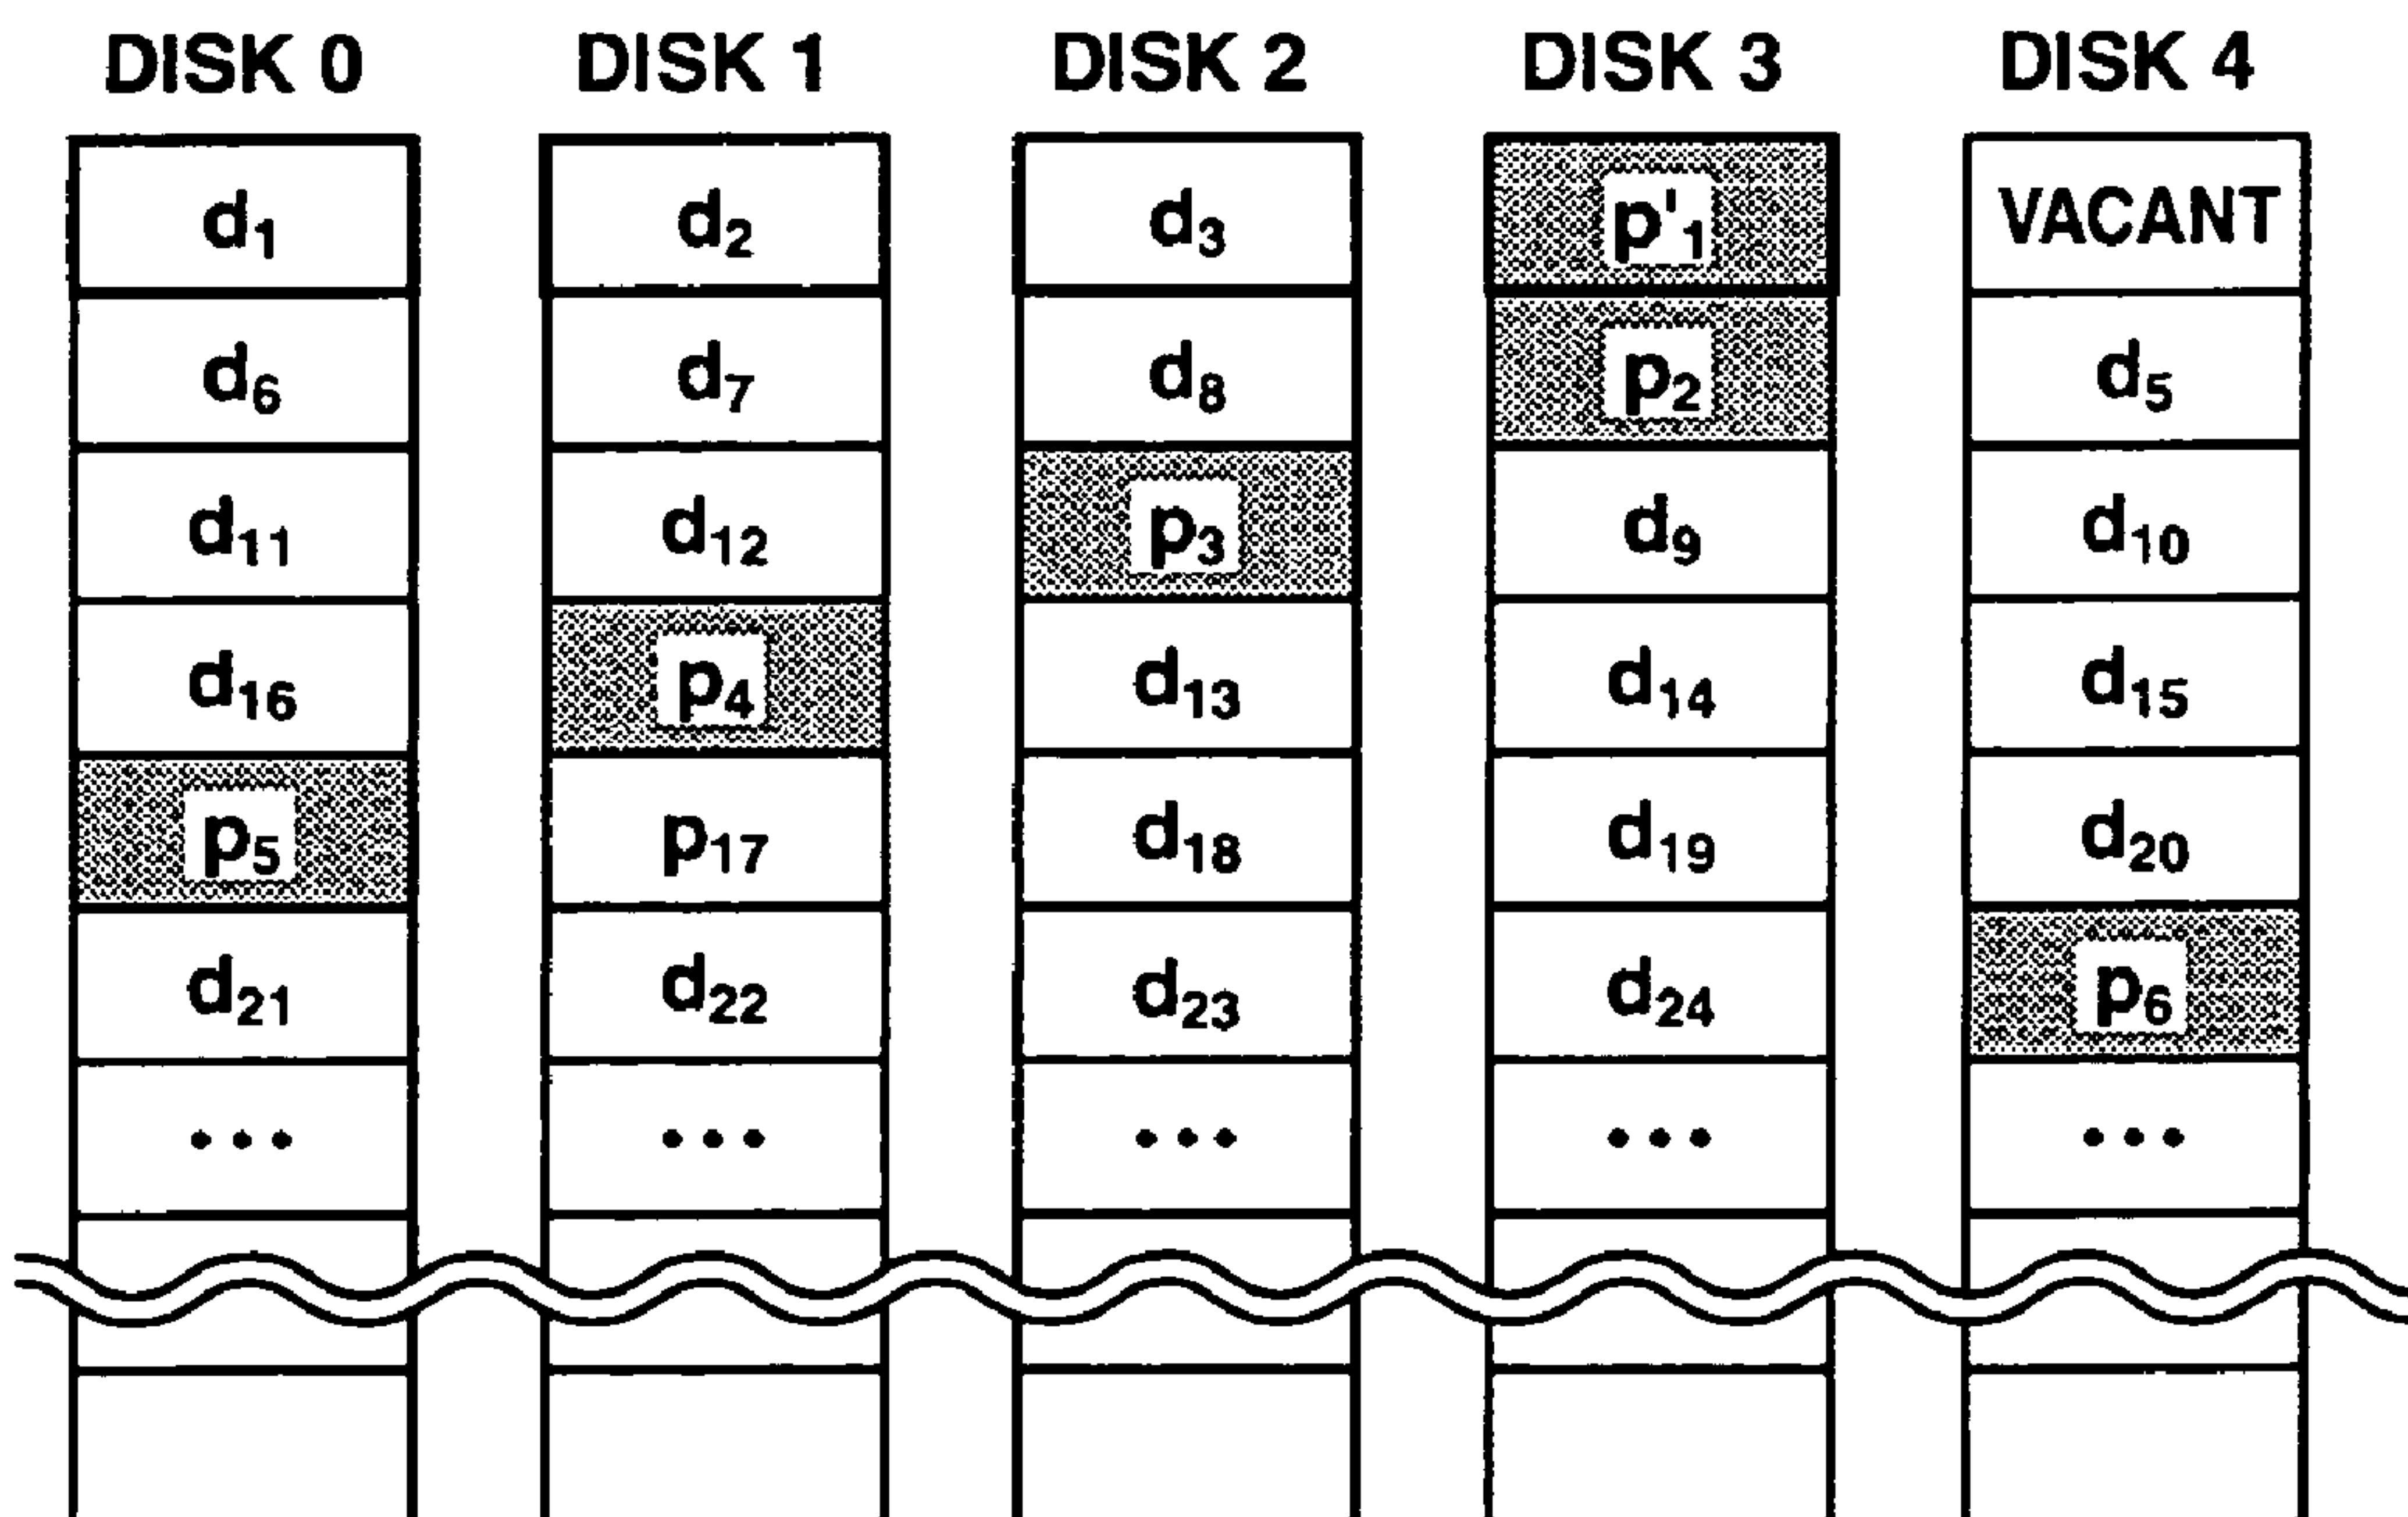 DISK 0 DISK 1 DISK 2 DISK 3 DISK 4
d1 d2 d3 p'1 VACANT
d6 d7 d8 p2 d5
d11 d12 p3 d9 d10
d16 p4 d13 d14 d15
p5 p17 d18 d19 d20
d21 d22 d23 d24 p6
••• ••• ••• ••• •••